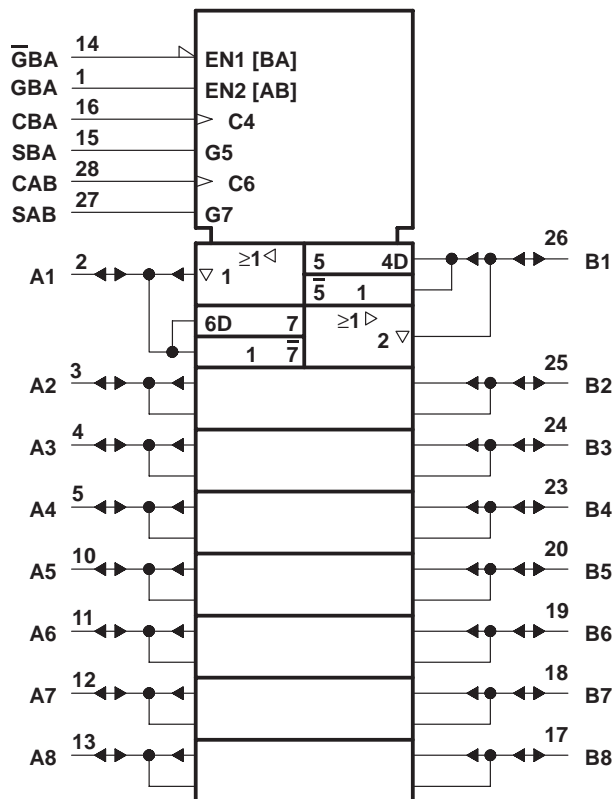 G̅BA 14 EN1 [BA]
GBA 1 EN2 [AB]
CBA 16 C4
SBA 15 G5
CAB 28 C6
SAB 27 G7
A1 2 1 ≥1 5 4D 26 B1
5̅ 1
6D 7 ≥1 2
1 7̅
A2 3 25 B2
A3 4 24 B3
A4 5 23 B4
A5 10 20 B5
A6 11 19 B6
A7 12 18 B7
A8 13 17 B8